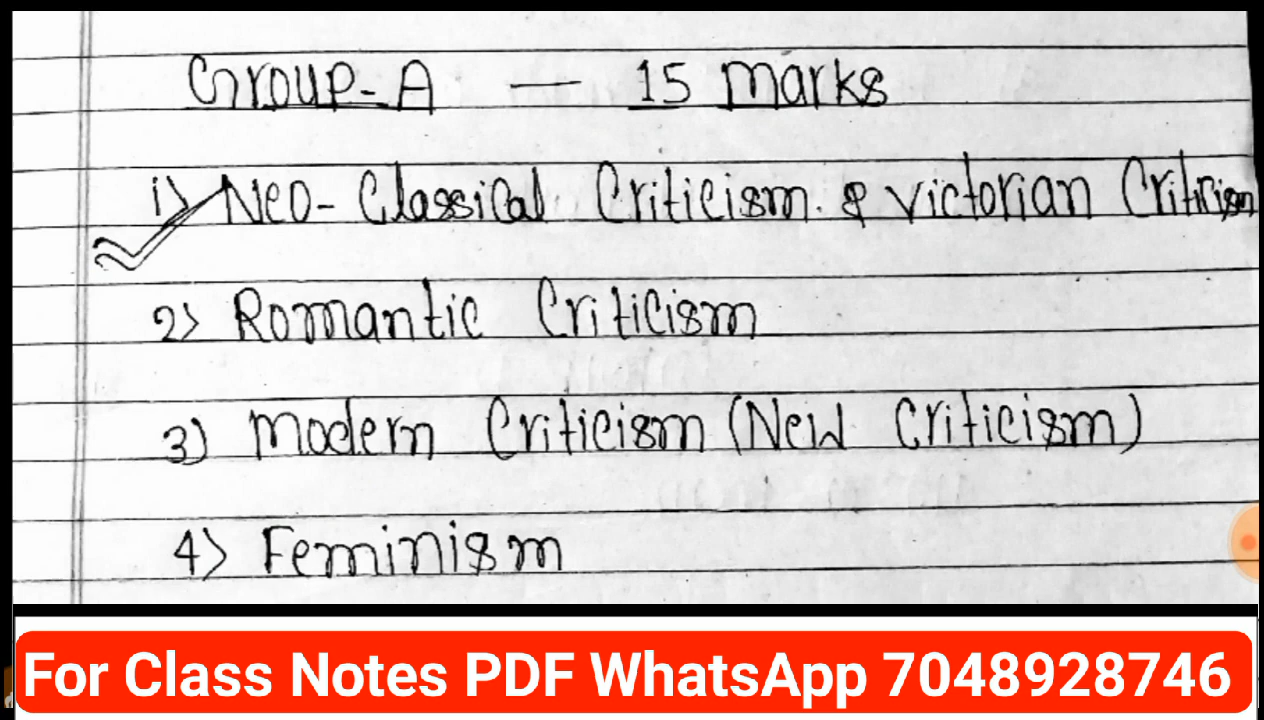 Group-A — 15 Marks
1) Neo-Classical Criticism & Victorian Criticism
2) Romantic Criticism
3) Modern Criticism (New Criticism)
4) Feminism
For Class Notes PDF WhatsApp 7048928746